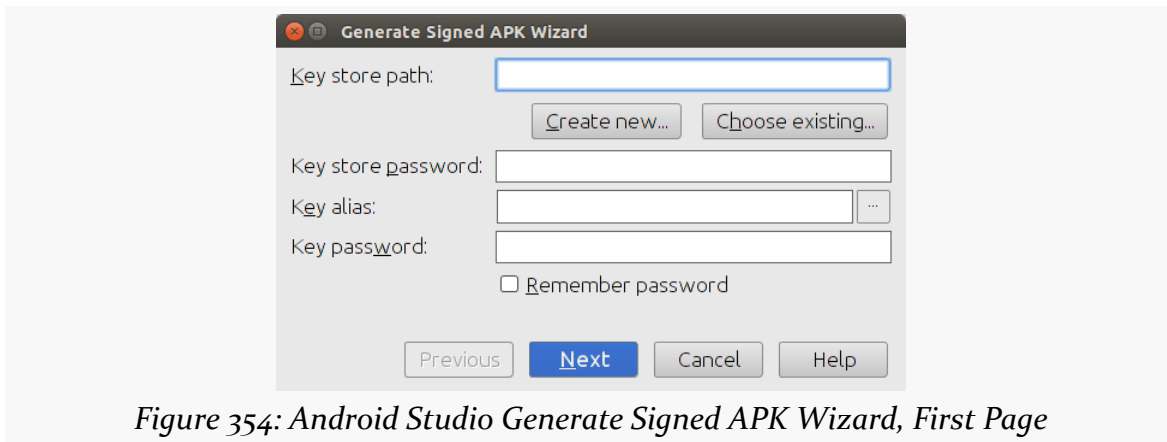 Generate Signed APK Wizard
Key store path:
Create new... Choose existing...
Key store password:
Key alias:
...
Key password:
Remember password
Previous Next Cancel Help
Figure 354: Android Studio Generate Signed APK Wizard, First Page